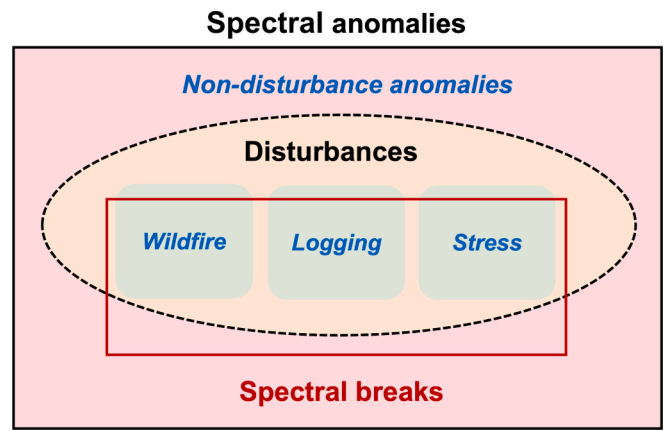 Spectral anomalies
Non-disturbance anomalies
Disturbances
Wildfire
Logging
Stress
Spectral breaks